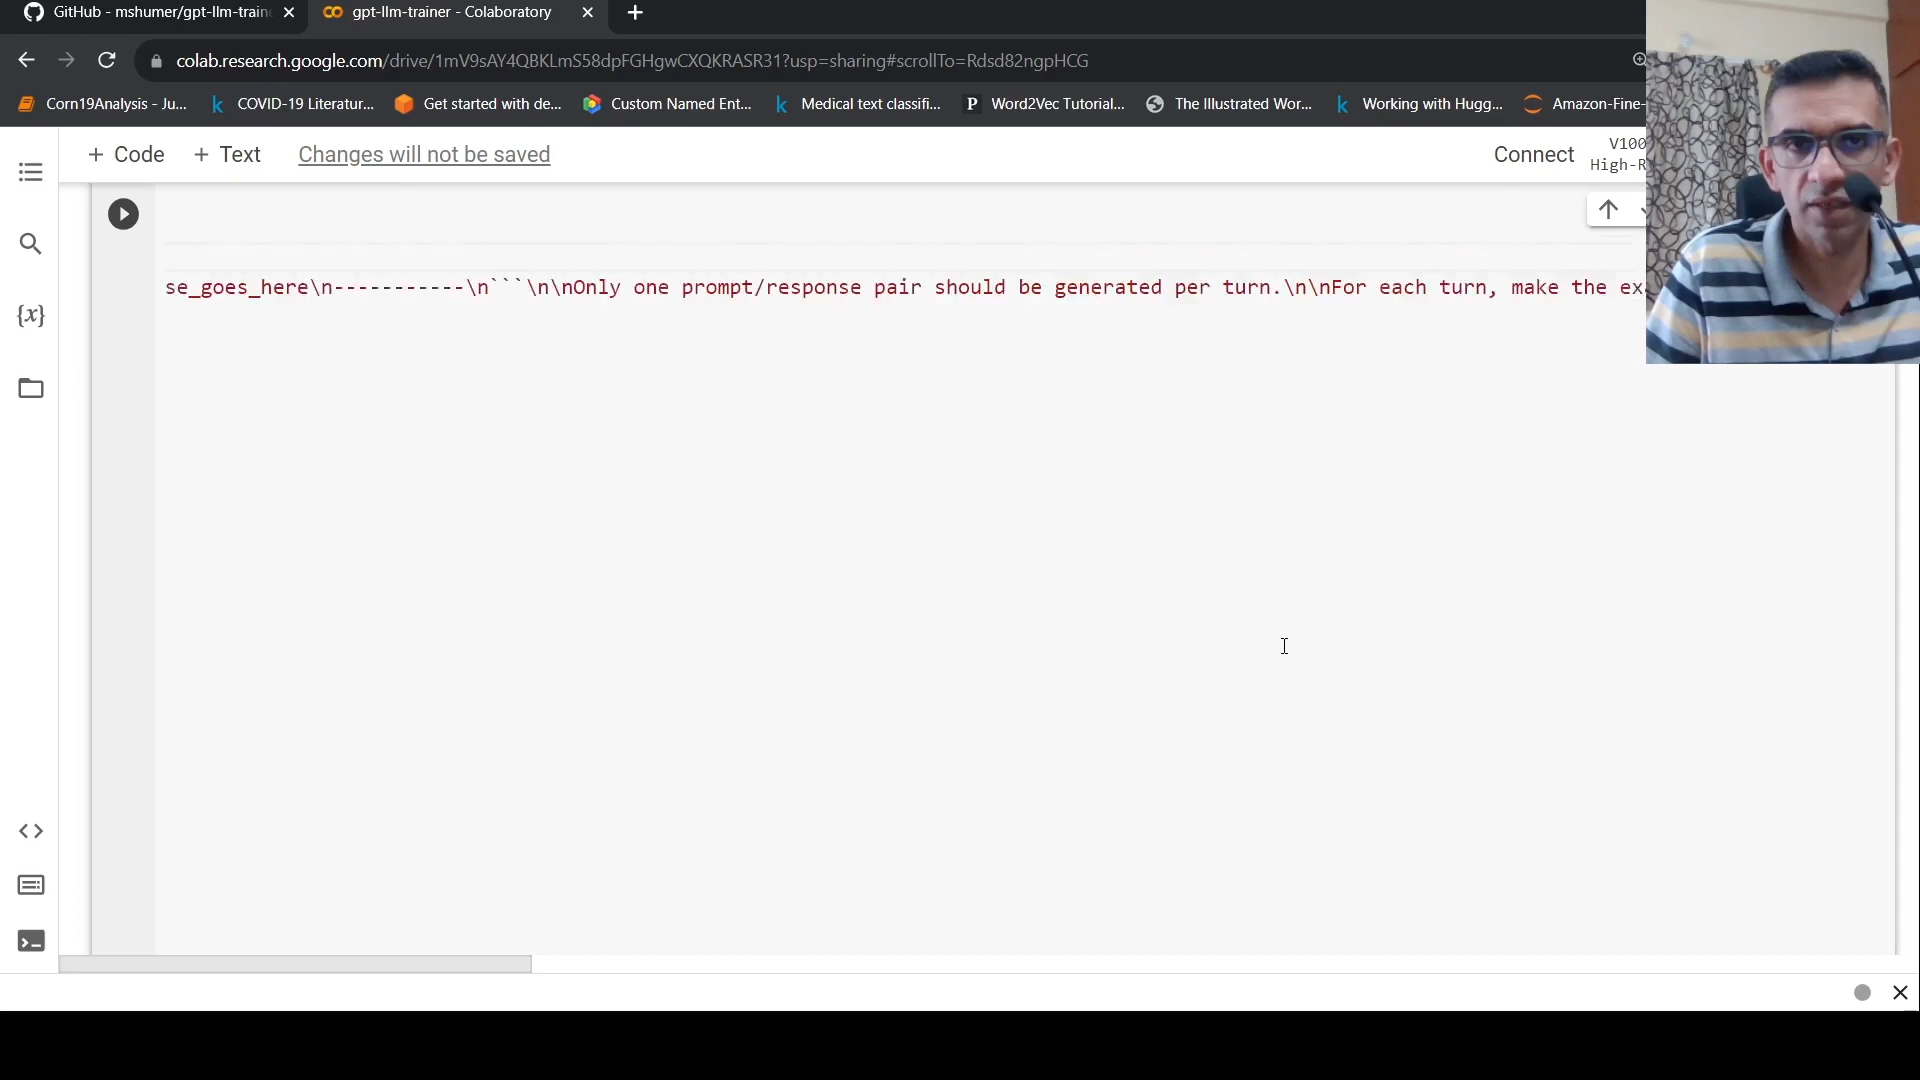 GitHub - mshumer/gpt-llm-traine
gpt-llm-trainer - Colaboratory
colab.research.google.com/drive/1mV9sAY4QBKLmS58dpFGHgwCXQKRASR31?usp=sharing#scrollTo=Rdsd82ngpHCG
Corn19Analysis - Ju...
COVID-19 Literatur...
Get started with de...
Custom Named Ent...
Medical text classifi...
P Word2Vec Tutorial...
The Illustrated Wor...
Working with Hugg...
Amazon-Fine-
+ Code
+ Text
Changes will not be saved
Connect
V100
High-R
{x}
se_goes_here\n-----------\n```\n\nOnly one prompt/response pair should be generated per turn.\n\nFor each turn, make the ex